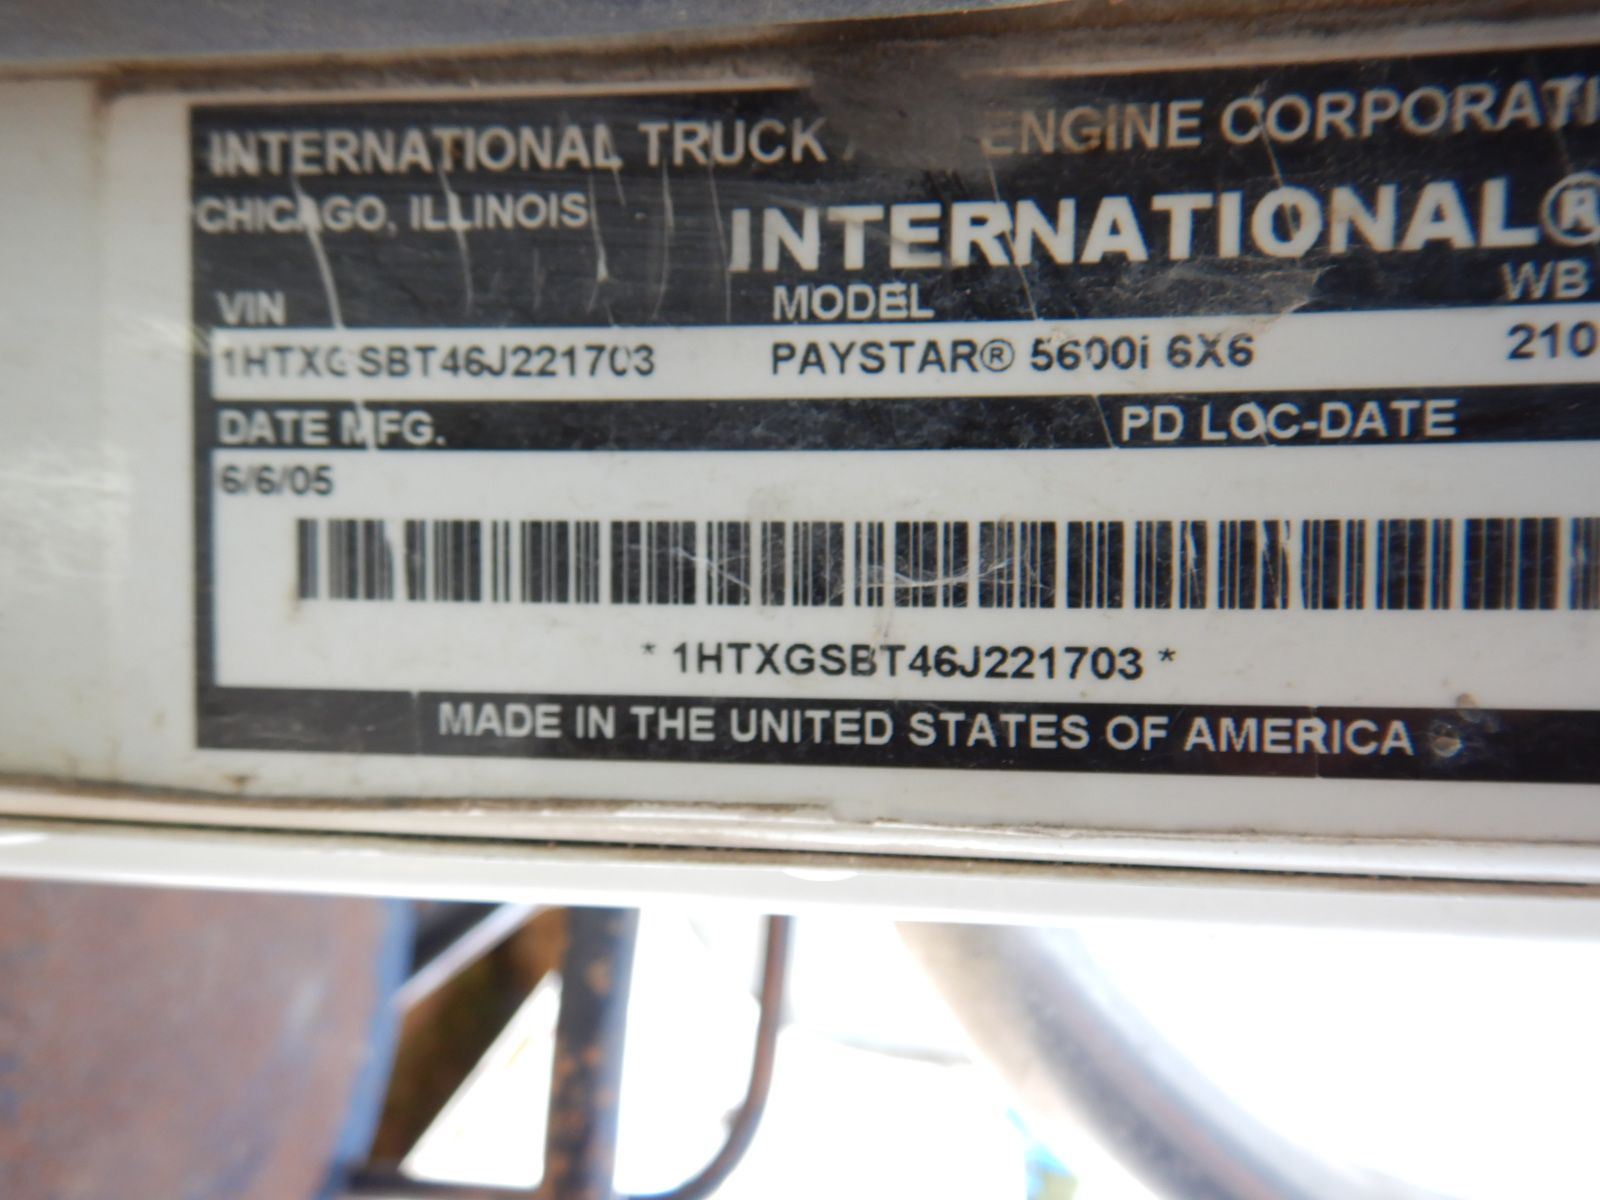 INTERNATIONAL TRUCK ENGINE CORPORATI
CHICAGO, ILLINOIS
INTERNATIONAL®
VIN MODEL WB
1HTXGSBT46J221703 PAYSTAR® 5600i 6X6 210
DATE MFG. PD LOC-DATE
6/6/05
* 1HTXGSBT46J221703 *
MADE IN THE UNITED STATES OF AMERICA